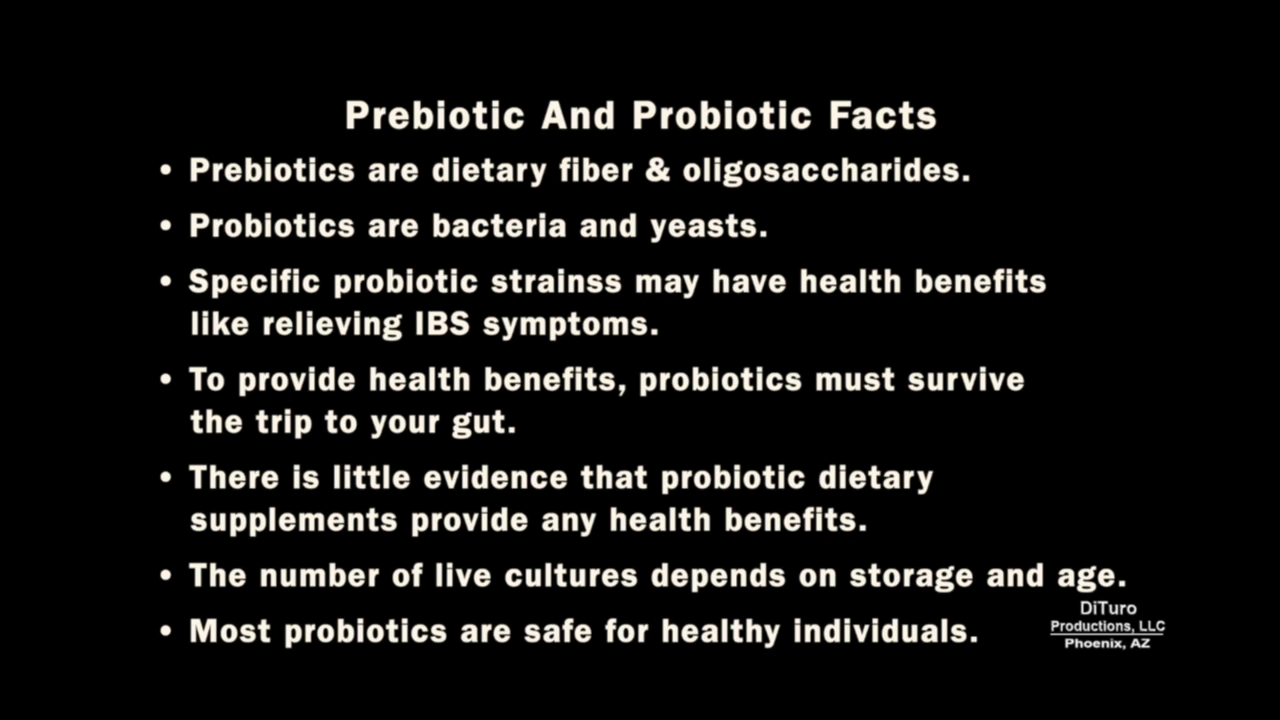 Prebiotic And Probiotic Facts
• Prebiotics are dietary fiber & oligosaccharides.
• Probiotics are bacteria and yeasts.
• Specific probiotic strainss may have health benefits
like relieving IBS symptoms.
• To provide health benefits, probiotics must survive
the trip to your gut.
• There is little evidence that probiotic dietary
supplements provide any health benefits.
• The number of live cultures depends on storage and age.
• Most probiotics are safe for healthy individuals.
DiTuro
Productions, LLC
Phoenix, AZ